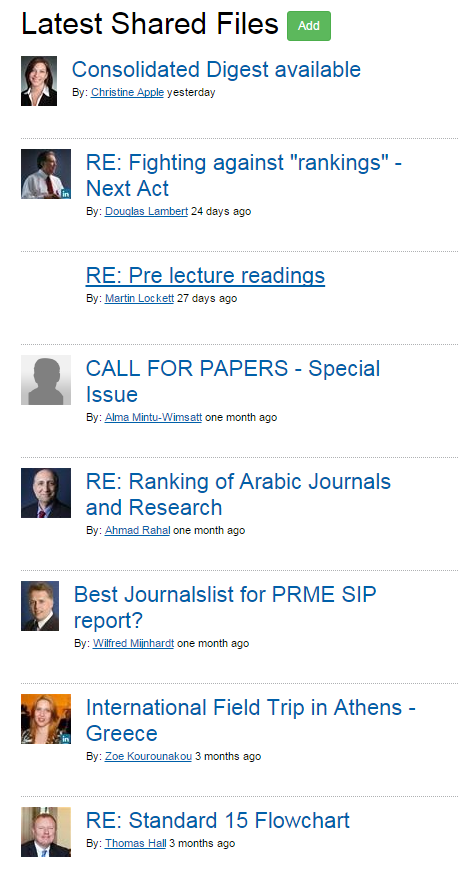 Latest Shared Files Add
Consolidated Digest available
By: Christine Apple yesterday
RE: Fighting against "rankings" -
Next Act
By: Douglas Lambert 24 days ago
RE: Pre lecture readings
By: Martin Lockett 27 days ago
CALL FOR PAPERS - Special
Issue
By: Alma Mintu-Wimsatt one month ago
RE: Ranking of Arabic Journals
and Research
By: Ahmad Rahal one month ago
Best Journalslist for PRME SIP
report?
By: Wilfred Mijnhardt one month ago
International Field Trip in Athens -
Greece
By: Zoe Kourounakou 3 months ago
RE: Standard 15 Flowchart
By: Thomas Hall 3 months ago
in
in